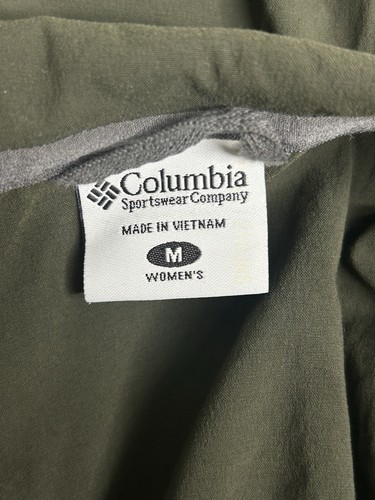 Columbia
Sportswear Company
MADE IN VIETNAM
M
WOMEN'S